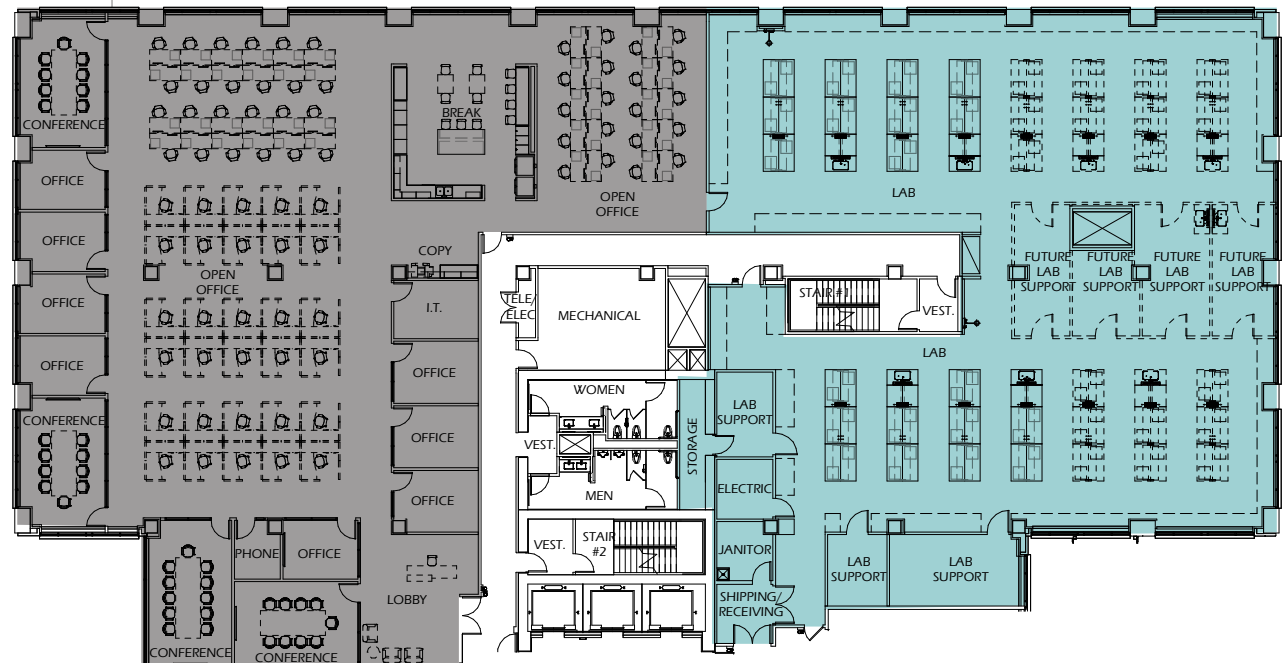 CONFERENCE
BREAK
OFFICE
OPEN
OFFICE
LAB
OFFICE
COPY
OPEN
OFFICE
FUTURE
LAB
SUPPORT
FUTURE
LAB
SUPPORT
FUTURE
LAB
SUPPORT
FUTURE
LAB
SUPPORT
OFFICE
I.T.
TELE/
ELEC
MECHANICAL
STAIR #1
VEST.
LAB
OFFICE
OFFICE
CONFERENCE
WOMEN
LAB
SUPPORT
OFFICE
VEST.
STORAGE
OFFICE
MEN
ELECTRIC
PHONE
OFFICE
VEST.
STAIR
#2
JANITOR
LAB
SUPPORT
LAB
SUPPORT
LOBBY
SHIPPING/
RECEIVING
CONFERENCE
CONFERENCE